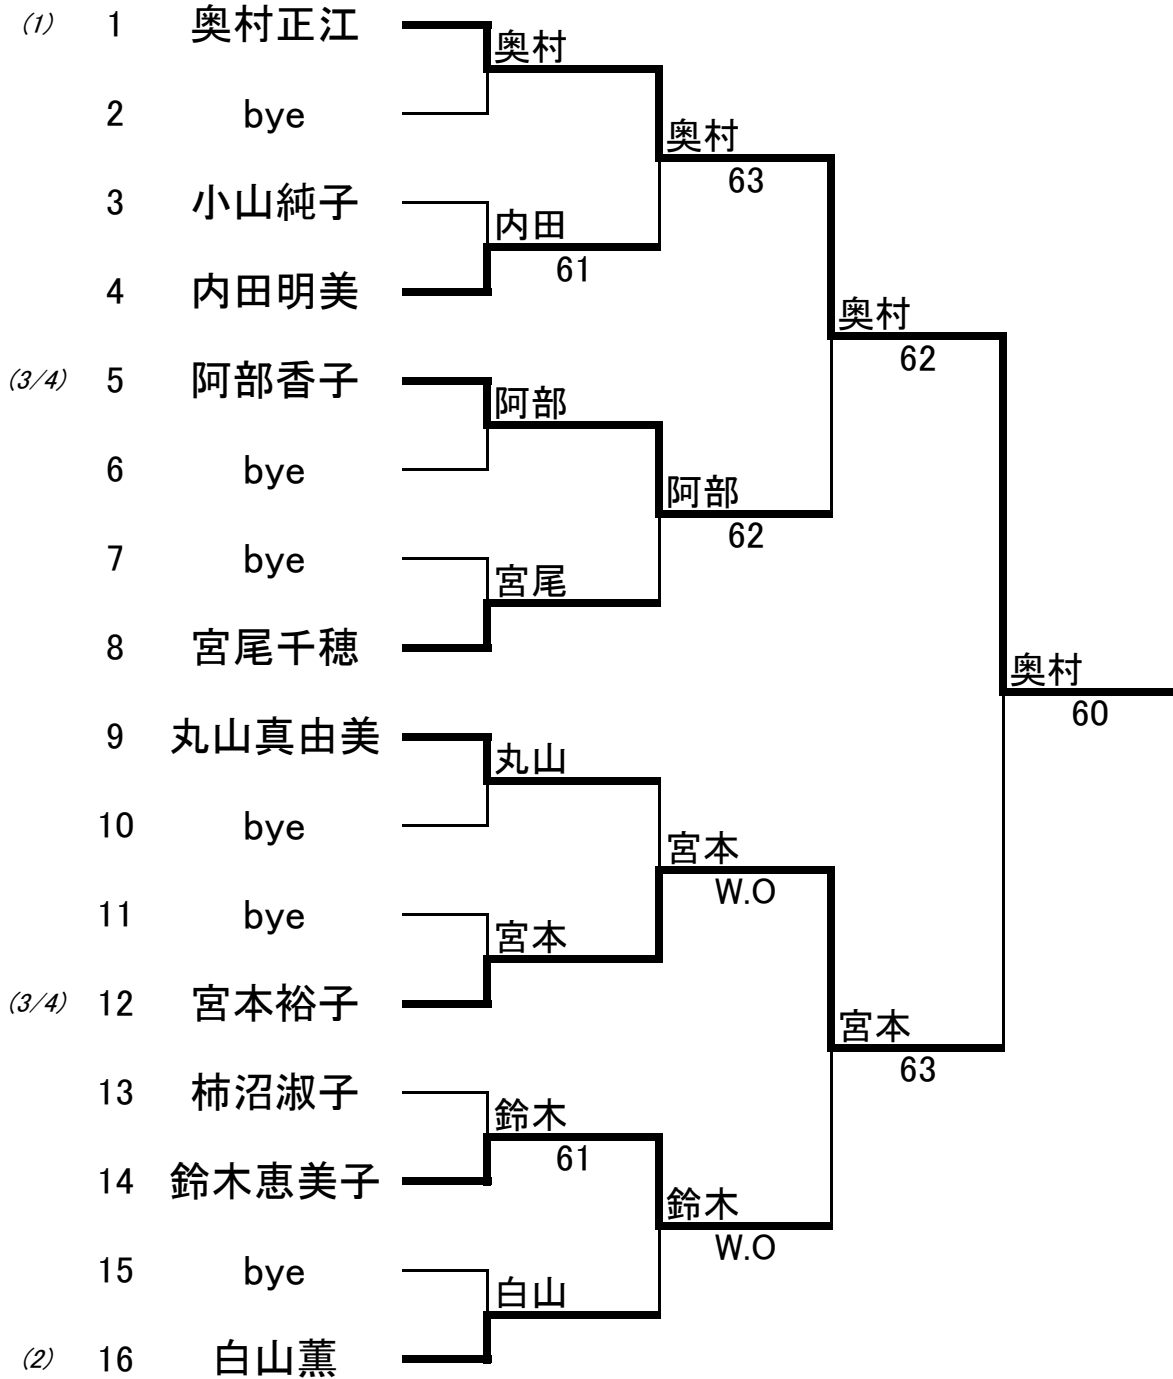 (1) 1 奥村正江
奥村
2 bye
奥村
63
3 小山純子
内田
61
4 内田明美
奥村
62
(3/4) 5 阿部香子
阿部
6 bye
阿部
62
7 bye
宮尾
8 宮尾千穂
奥村
60
9 丸山真由美
丸山
10 bye
宮本
W.O
11 bye
宮本
(3/4) 12 宮本裕子
宮本
63
13 柿沼淑子
鈴木
61
14 鈴木恵美子
鈴木
W.O
15 bye
白山
(2) 16 白山薫